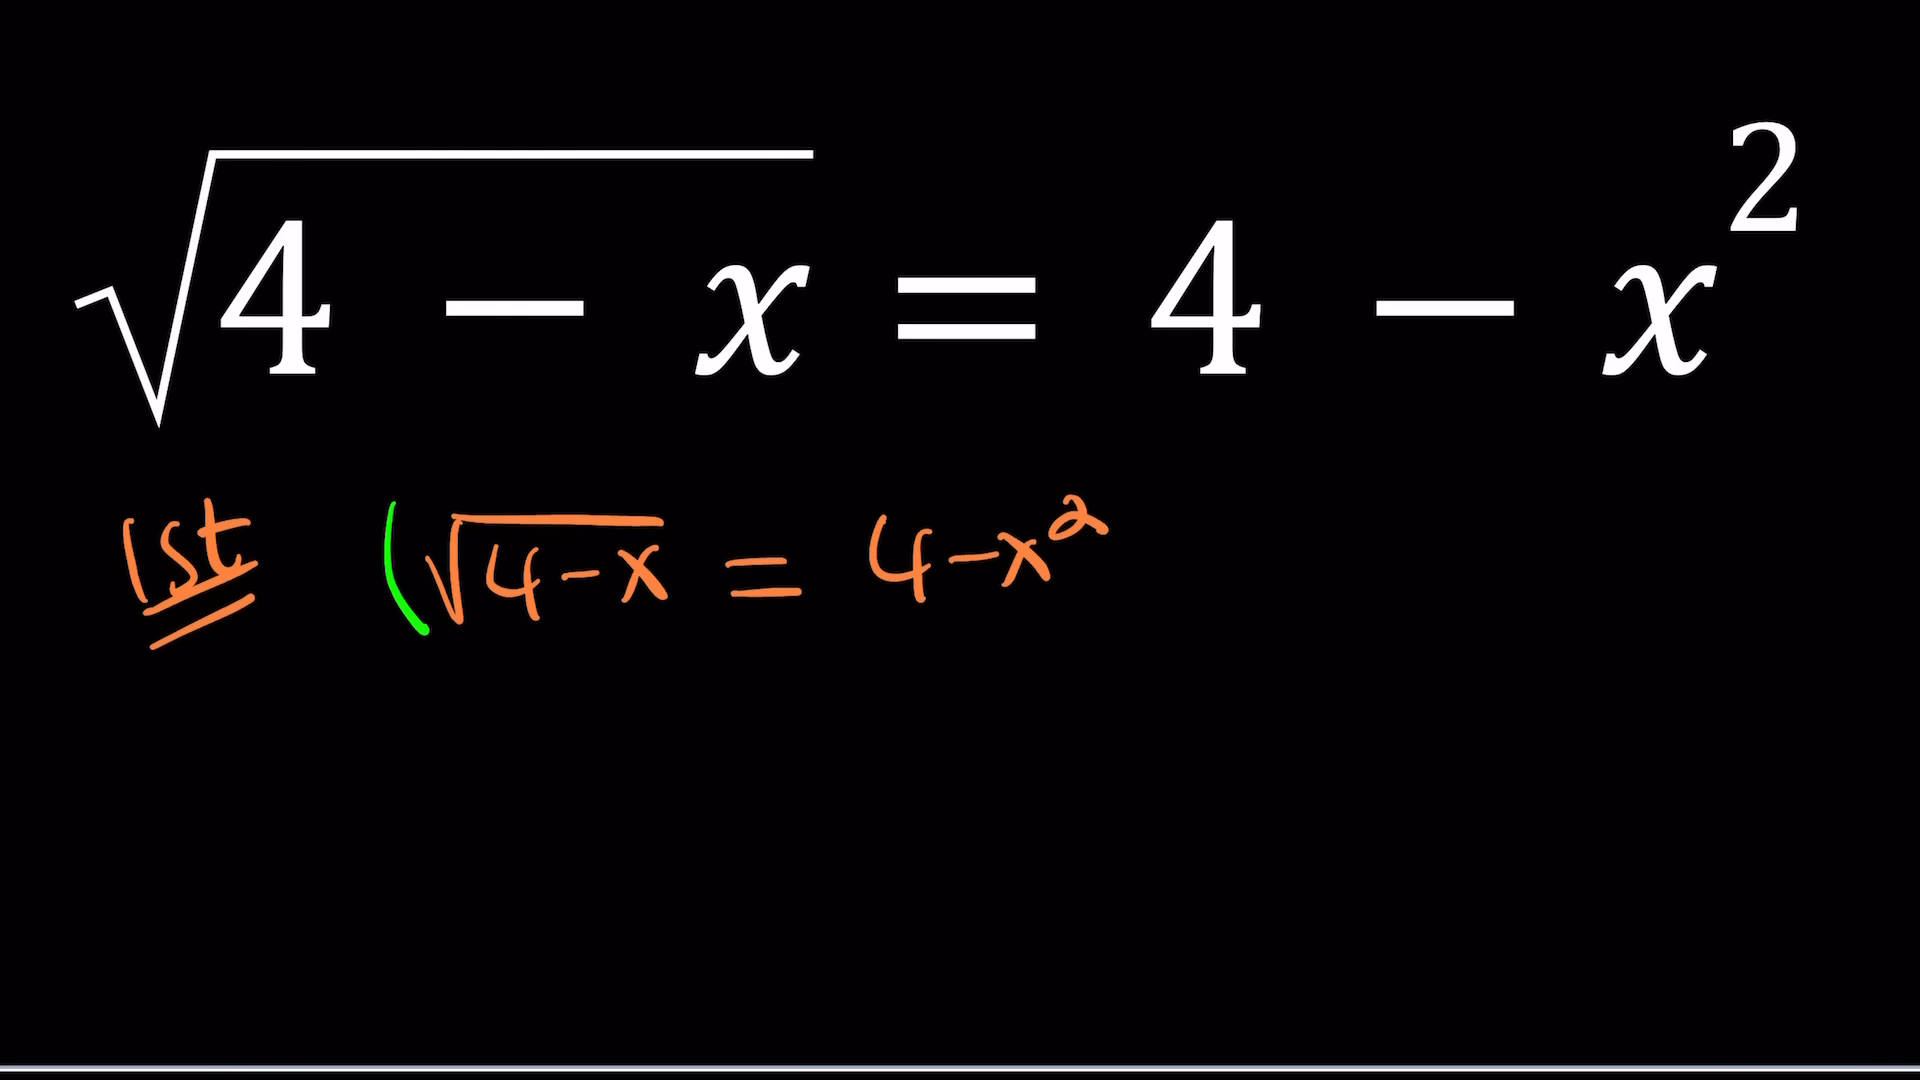 √(4 − x) = 4 − x²
1st (√(4-x) = 4-x²